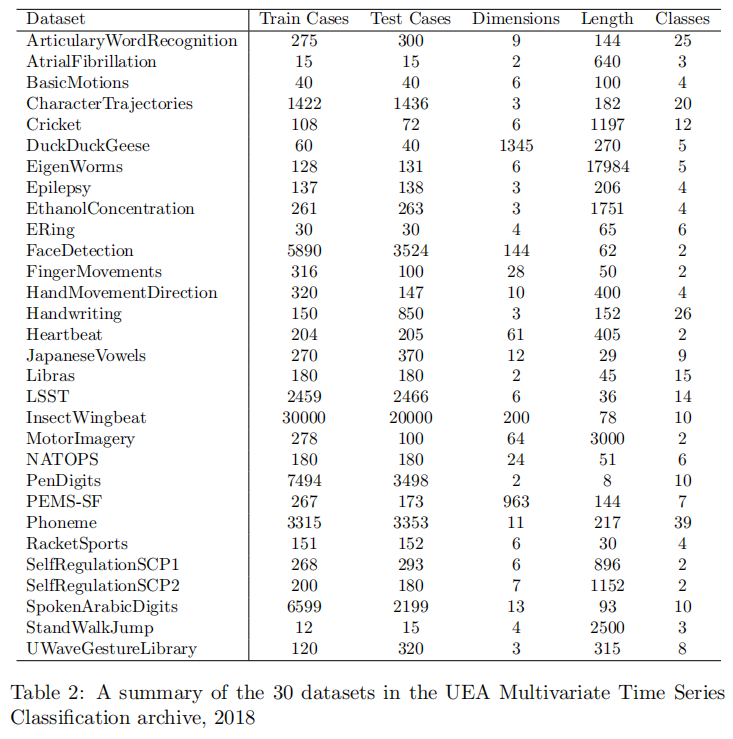 Dataset Train Cases Test Cases Dimensions Length Classes
ArticularyWordRecognition 275 300 9 144 25
AtrialFibrillation 15 15 2 640 3
BasicMotions 40 40 6 100 4
CharacterTrajectories 1422 1436 3 182 20
Cricket 108 72 6 1197 12
DuckDuckGeese 60 40 1345 270 5
EigenWorms 128 131 6 17984 5
Epilepsy 137 138 3 206 4
EthanolConcentration 261 263 3 1751 4
ERing 30 30 4 65 6
FaceDetection 5890 3524 144 62 2
FingerMovements 316 100 28 50 2
HandMovementDirection 320 147 10 400 4
Handwriting 150 850 3 152 26
Heartbeat 204 205 61 405 2
JapaneseVowels 270 370 12 29 9
Libras 180 180 2 45 15
LSST 2459 2466 6 36 14
InsectWingbeat 30000 20000 200 78 10
MotorImagery 278 100 64 3000 2
NATOPS 180 180 24 51 6
PenDigits 7494 3498 2 8 10
PEMS-SF 267 173 963 144 7
Phoneme 3315 3353 11 217 39
RacketSports 151 152 6 30 4
SelfRegulationSCP1 268 293 6 896 2
SelfRegulationSCP2 200 180 7 1152 2
SpokenArabicDigits 6599 2199 13 93 10
StandWalkJump 12 15 4 2500 3
UWaveGestureLibrary 120 320 3 315 8
Table 2: A summary of the 30 datasets in the UEA Multivariate Time Series
Classification archive, 2018